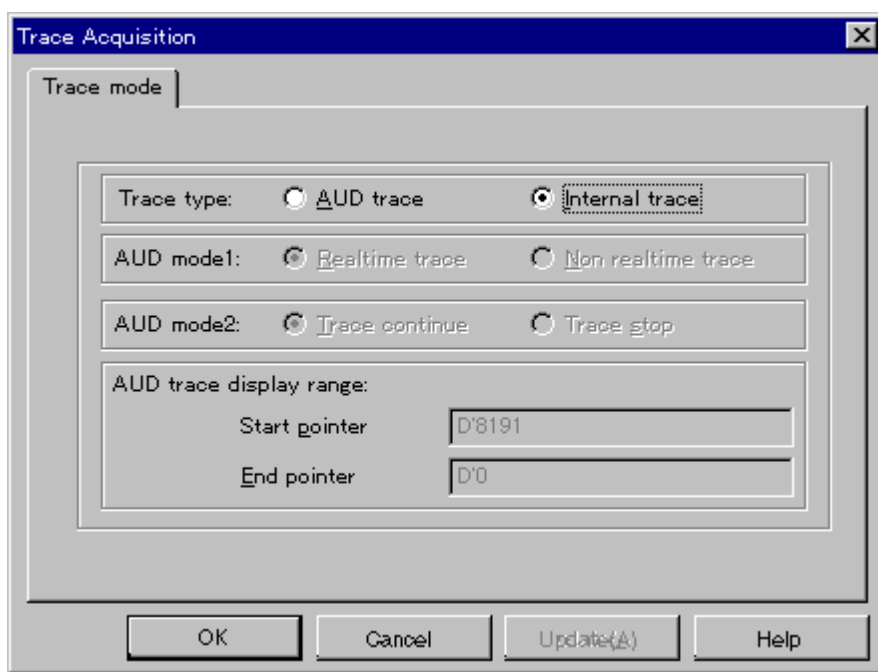 Trace Acquisition
Trace mode
Trace type: AUD trace Internal trace
AUD mode1: Realtime trace Non realtime trace
AUD mode2: Trace continue Trace stop
AUD trace display range:
Start pointer D'8191
End pointer D'0
OK Cancel Update(A) Help